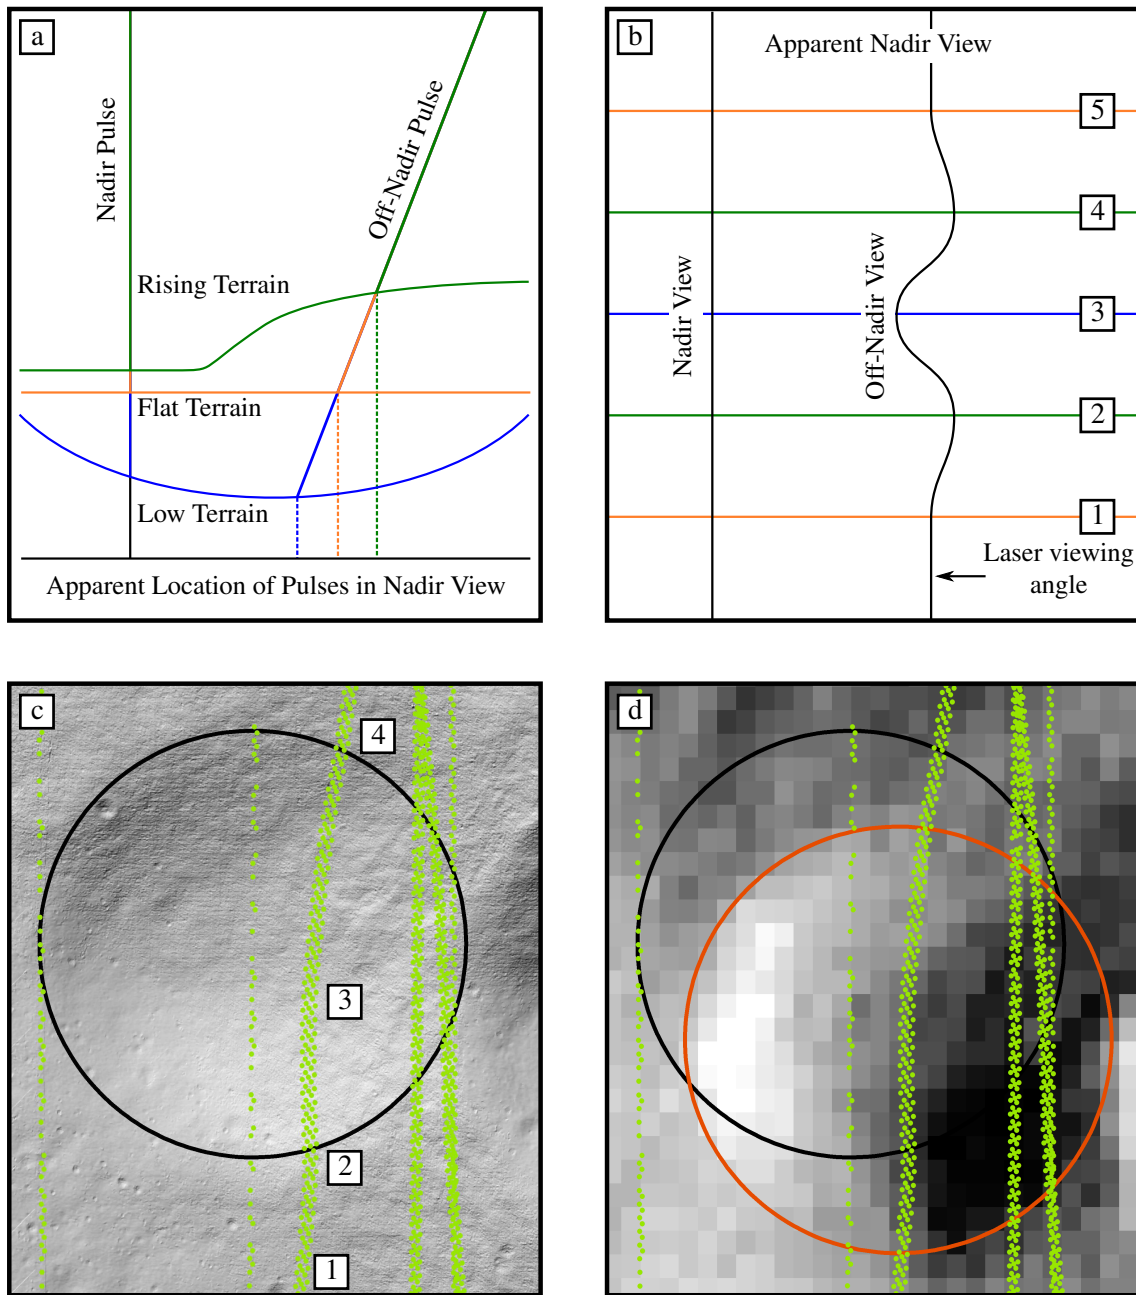 a
Nadir Pulse
Off-Nadir Pulse
Rising Terrain
Flat Terrain
Low Terrain
Apparent Location of Pulses in Nadir View
b
Apparent Nadir View
5
4
Nadir View
Off-Nadir View
3
2
1
Laser viewing
angle
c
4
3
2
1
d